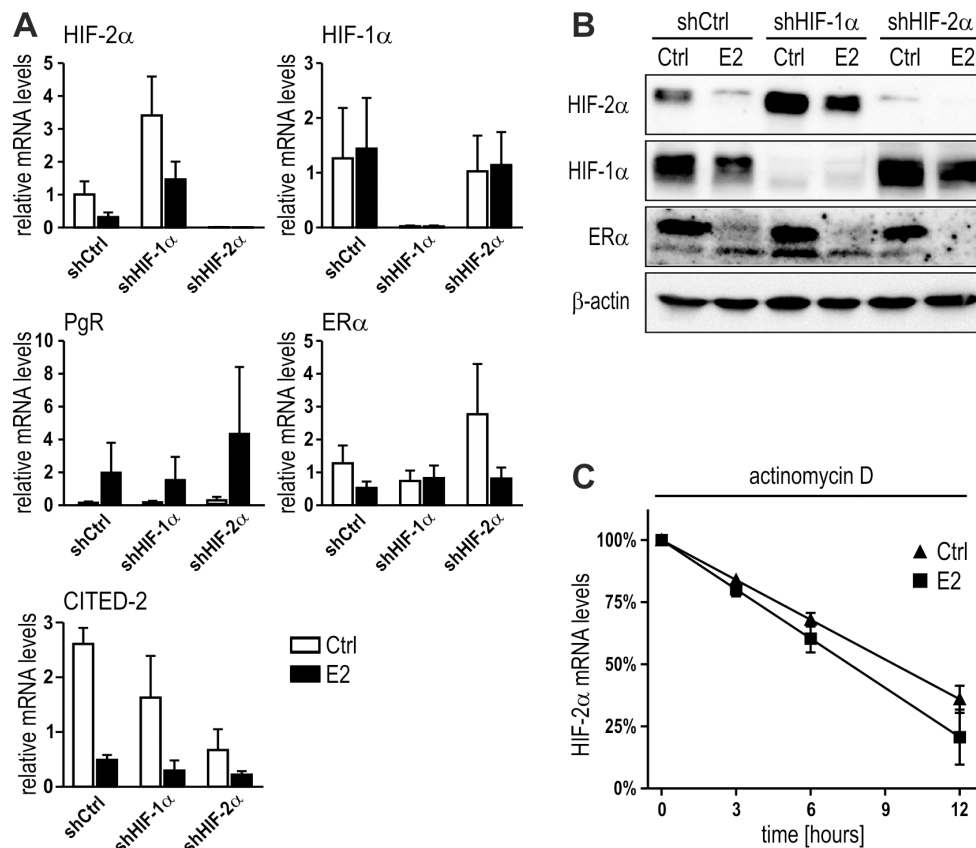 A
HIF-2α
relative mRNA levels
5
4
3
2
1
0
shCtrl
shHIF-1α
shHIF-2α
HIF-1α
relative mRNA levels
3
2
1
0
shCtrl
shHIF-1α
shHIF-2α
PgR
relative mRNA levels
10
8
6
4
2
0
shCtrl
shHIF-1α
shHIF-2α
ERα
relative mRNA levels
5
4
3
2
1
0
shCtrl
shHIF-1α
shHIF-2α
CITED-2
relative mRNA levels
3
2
1
0
shCtrl
shHIF-1α
shHIF-2α
Ctrl
E2
B
shCtrl shHIF-1α shHIF-2α
Ctrl E2 Ctrl E2 Ctrl E2
HIF-2α
HIF-1α
ERα
β-actin
C
actinomycin D
HIF-2α mRNA levels
100%
75%
50%
25%
0%
Ctrl
E2
0 3 6 9 12
time [hours]